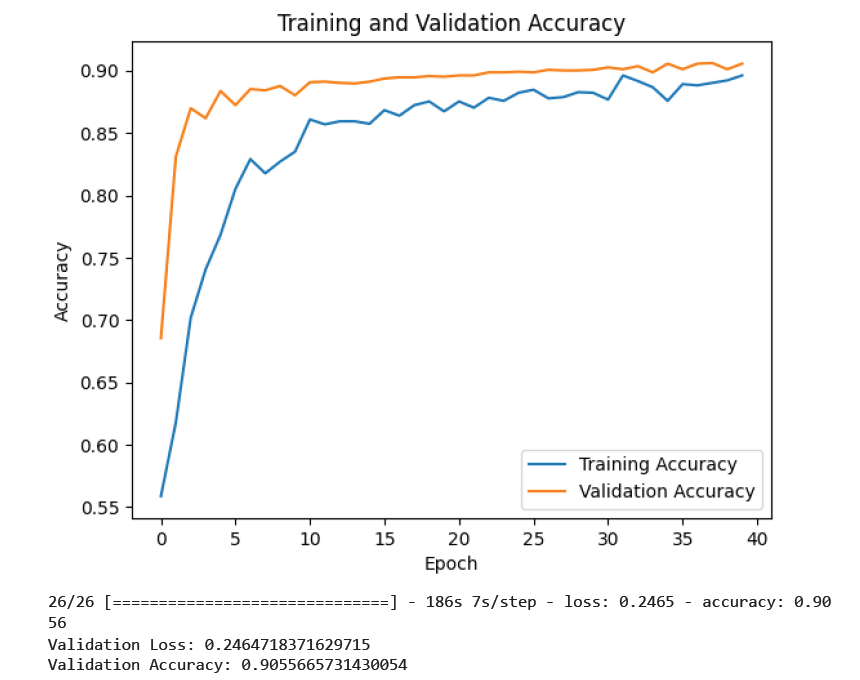 Training and Validation Accuracy
0.90
0.85
0.80
0.75
0.70
0.65
0.60
0.55
Accuracy
Training Accuracy
Validation Accuracy
0 5 10 15 20 25 30 35 40
Epoch
26/26 [==============================] - 186s 7s/step - loss: 0.2465 - accuracy: 0.90
56
Validation Loss: 0.2464718371629715
Validation Accuracy: 0.9055665731430054